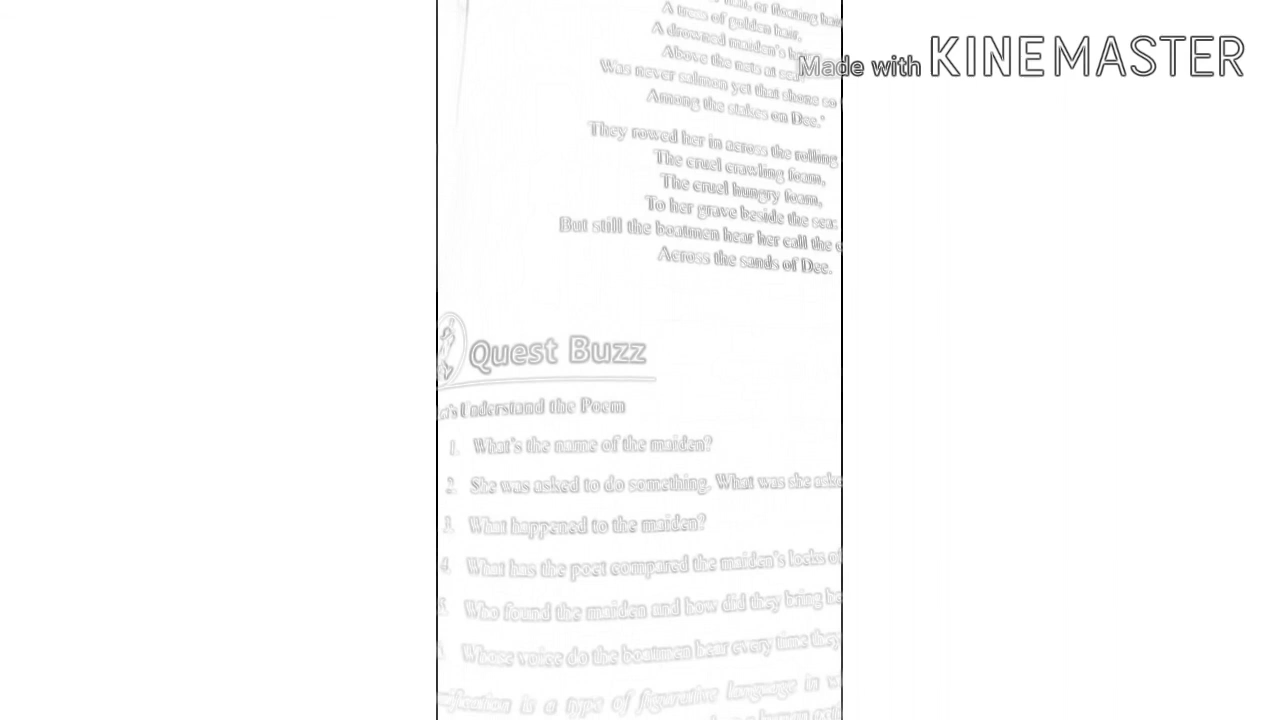 or floating hair
A tress of golden hair,
A drowned maiden's hair
Above the nets at sea?
Made with KINEMASTER
Was never salmon yet that shone so
Among the stakes on Dee.'
They rowed her in across the rolling
The cruel crawling foam,
The cruel hungry foam,
To her grave beside the sea:
But still the boatmen hear her call the
Across the sands of Dee.
Quest Buzz
Understand the Poem
1. What's the name of the maiden?
2. She was asked to do something. What was she
3. What happened to the maiden?
4. What has the poet compared the maiden's locks
5. Who found the maiden and how did they bring
Whose voice do the boatmen hear every time they
is a type of figurative language in